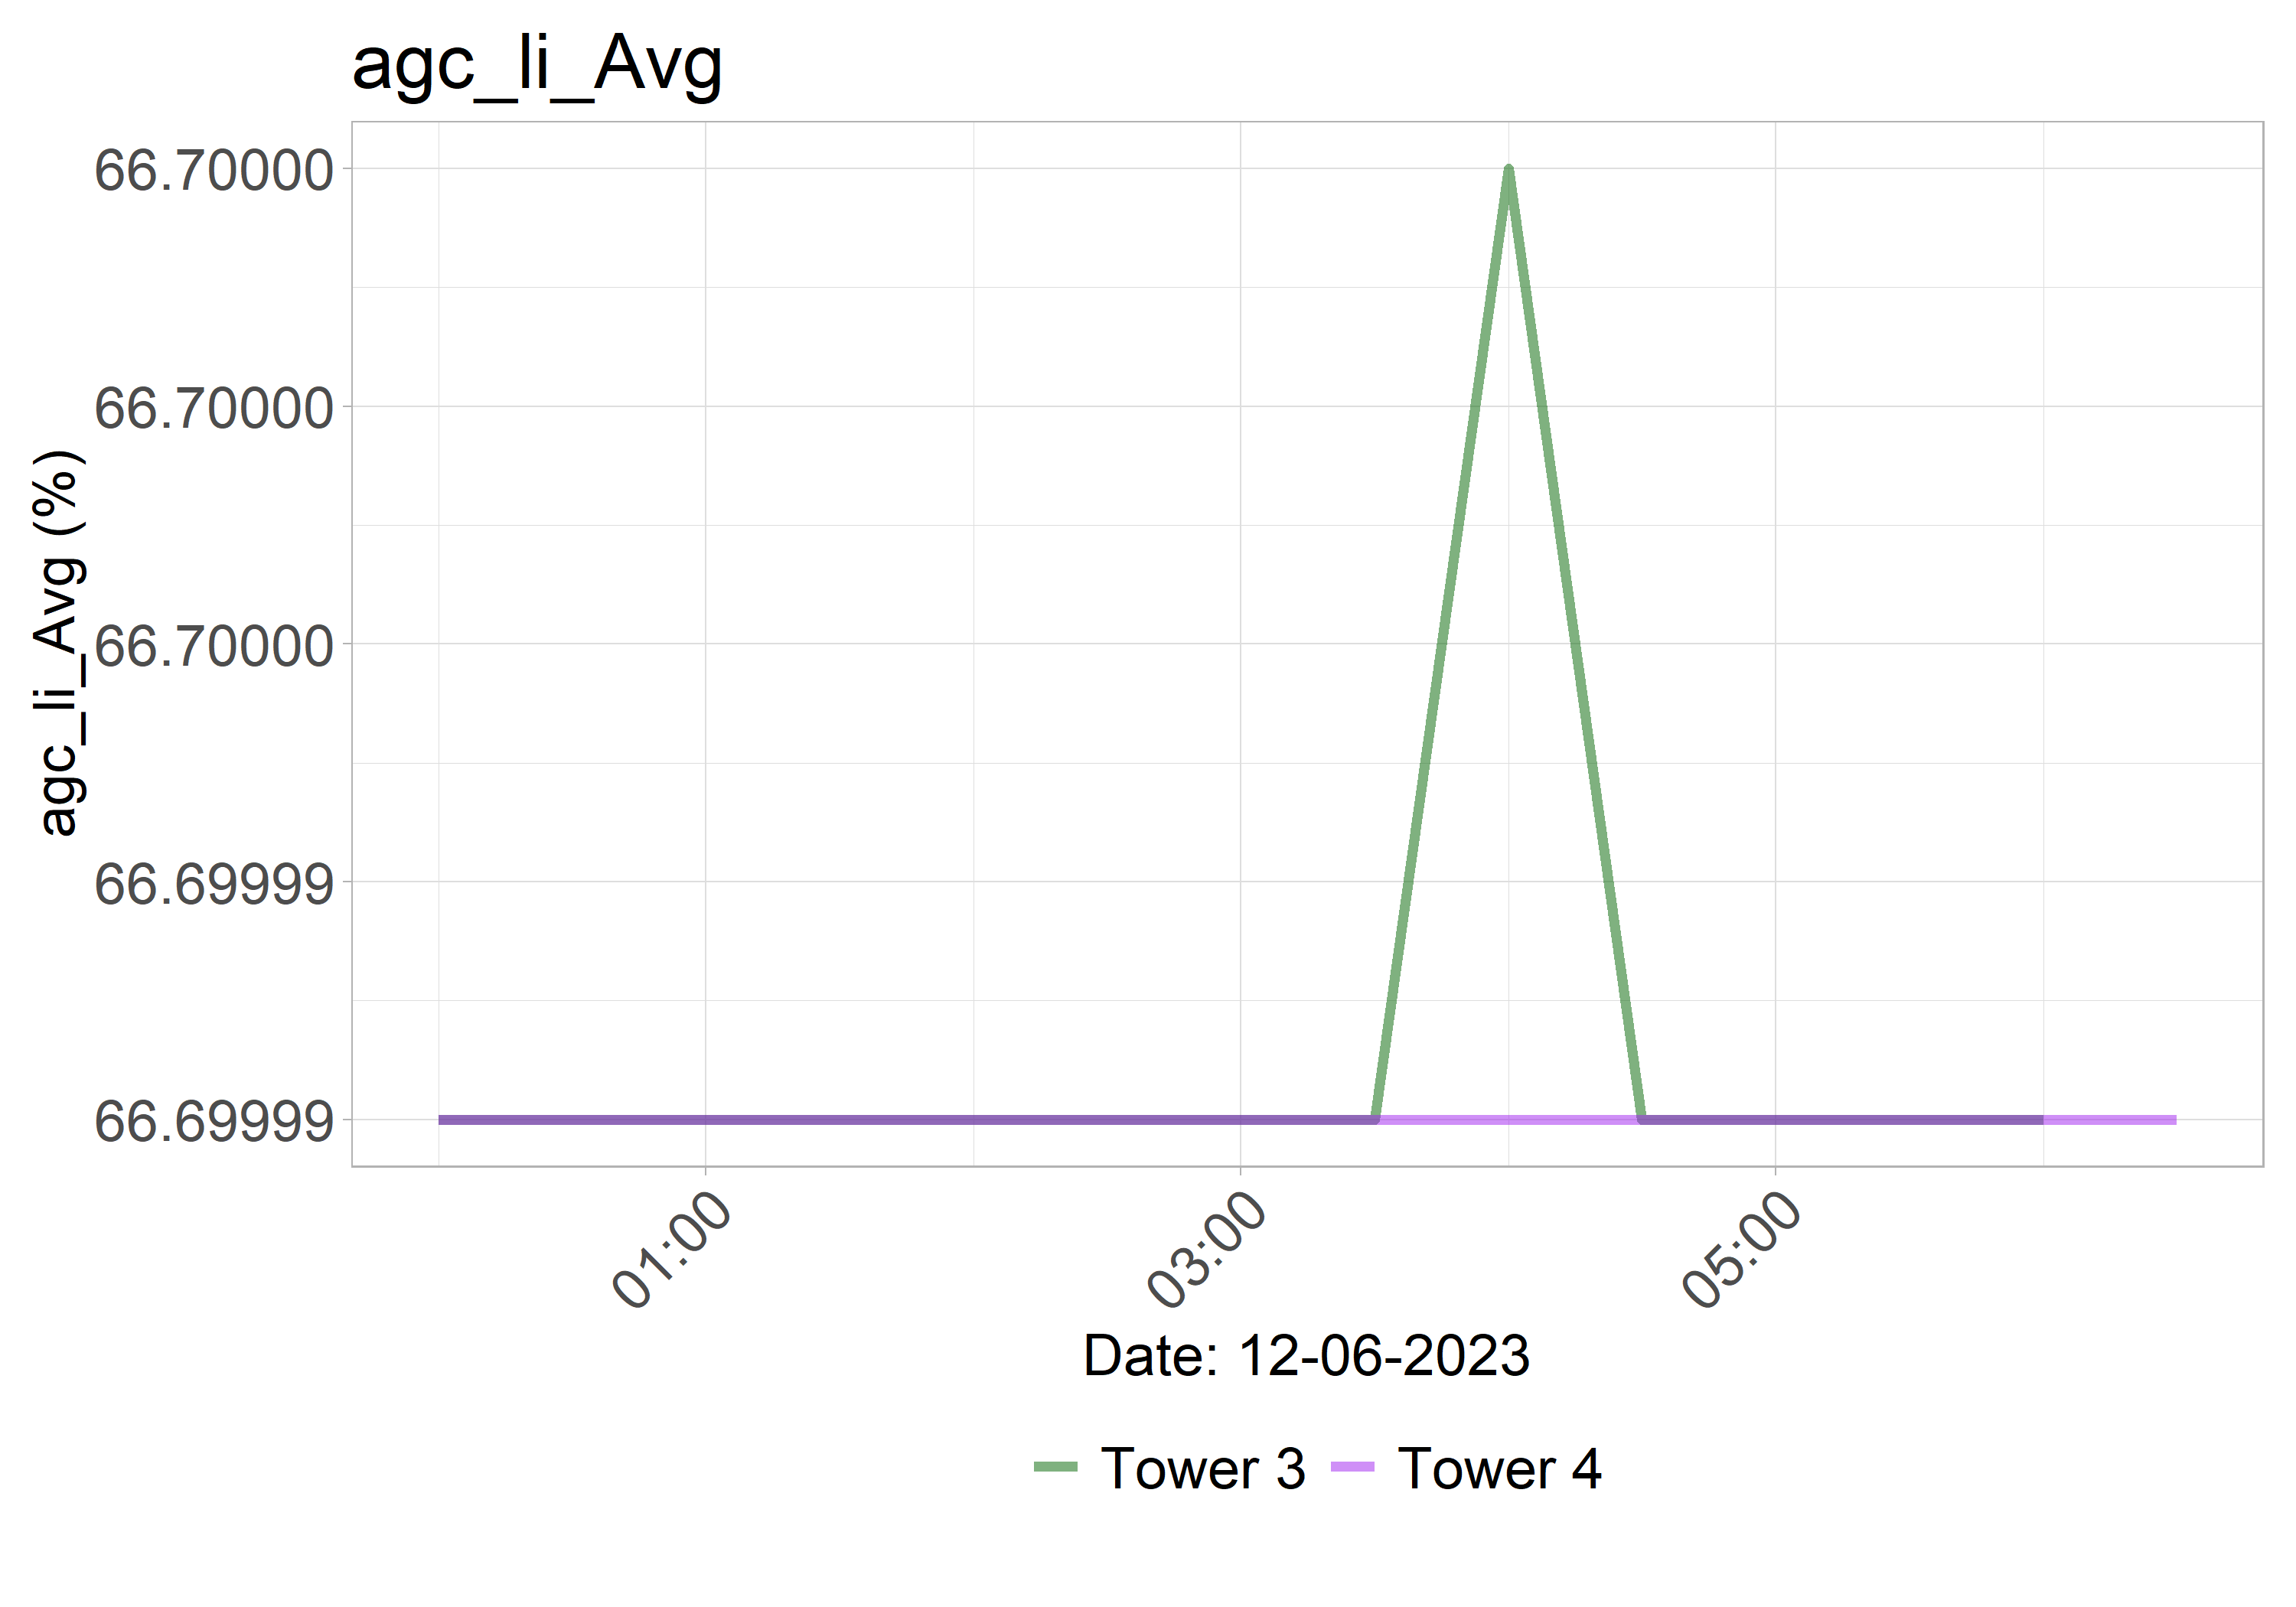 agc_li_Avg
agc_li_Avg (%)
66.70000
66.70000
66.70000
66.69999
66.69999
01:00
03:00
05:00
Date: 12-06-2023
Tower 3
Tower 4